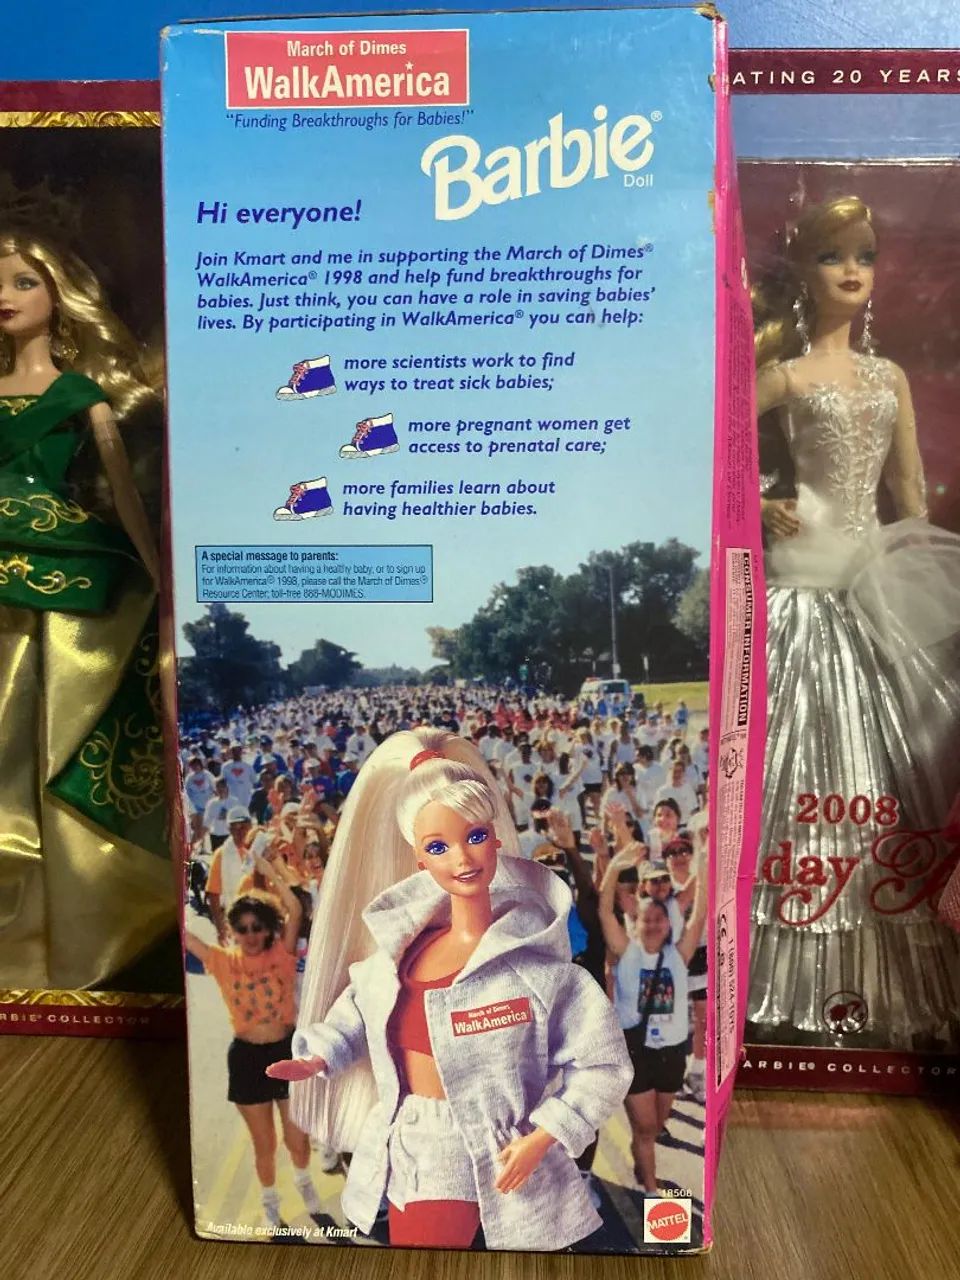 March of Dimes
WalkAmerica
"Funding Breakthroughs for Babies!"
Barbie®
Doll
Hi everyone!
Join Kmart and me in supporting the March of Dimes®
WalkAmerica® 1998 and help fund breakthroughs for
babies. Just think, you can have a role in saving babies'
lives. By participating in WalkAmerica® you can help:
more scientists work to find
ways to treat sick babies;
more pregnant women get
access to prenatal care;
more families learn about
having healthier babies.
A special message to parents:
For information about having a healthy baby, or to sign up
for WalkAmerica® 1998, please call the March of Dimes®
Resource Center, toll-free 888-MODIMES.
March of Dimes
WalkAmerica
Available exclusively at Kmart
18506
MATTEL
CONSUMER INFORMATION
CE
ATING 20 YEARS
2008
day
ARBIE® COLLECTOR
RBIE® COLLECTOR